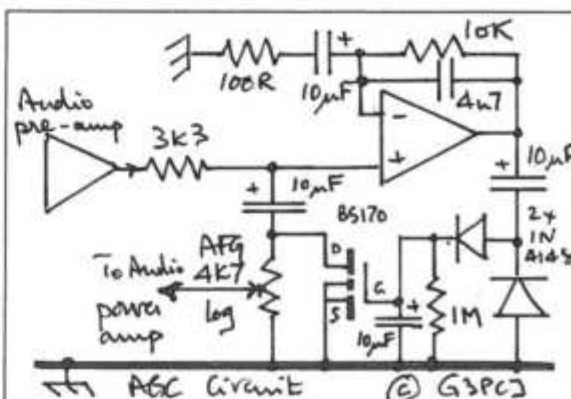 10K
100R
10µF
+
4n7
Audio
pre-amp
3K3
-
+
+
10µF
+
10µF
BS170
2x
1N
4148
AFG
4K7
log
To Audio
power
amp
D
S
G
+
10µF
1M
AGC Circuit
© G3PCJ